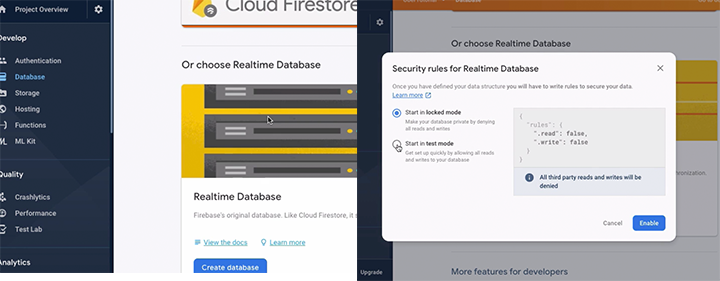 Project Overview
Develop
Authentication
Database
Storage
Hosting
Functions
ML Kit
Quality
Crashlytics
Performance
Test Lab
Analytics
Cloud Firestore
Or choose Realtime Database
Realtime Database
Firebase's original database. Like Cloud Firestore, it
View the docs
Learn more
Create database
Or choose Realtime Database
Security rules for Realtime Database
Once you have defined your data structure you will have to write rules to secure your data.
Learn more
Start in locked mode
Make your database private by denying
all reads and writes
Start in test mode
Get set up quickly by allowing all reads
and writes to your database
{
"rules": {
".read": false,
".write": false
}
}
All third party reads and writes will be
denied
Cancel
Enable
Upgrade
More features for developers